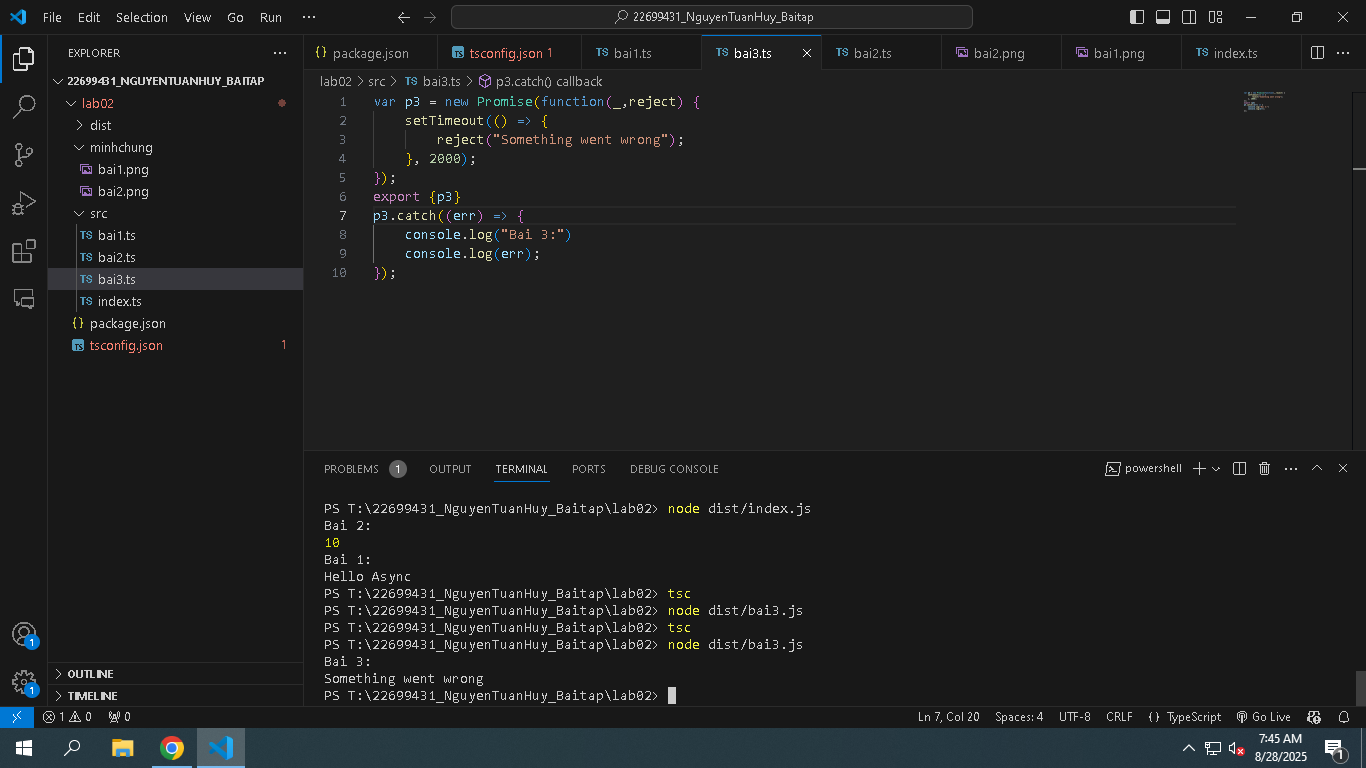 File Edit Selection View Go Run ··· 22699431_NguyenTuanHuy_Baitap
EXPLORER ···
22699431_NGUYENTUANHUY_BAITAP
lab02
dist
minhchung
bai1.png
bai2.png
src
TS bai1.ts
TS bai2.ts
TS bai3.ts
TS index.ts
{} package.json
TS tsconfig.json 1
OUTLINE
TIMELINE
{} package.json TS tsconfig.json 1 TS bai1.ts TS bai3.ts TS bai2.ts bai2.png bai1.png TS index.ts ···
lab02 > src > TS bai3.ts > p3.catch() callback
1 var p3 = new Promise(function(_,reject) {
2 setTimeout(() => {
3 reject("Something went wrong");
4 }, 2000);
5 });
6 export {p3}
7 p3.catch((err) => {
8 console.log("Bai 3:")
9 console.log(err);
10 });
PROBLEMS 1 OUTPUT TERMINAL PORTS DEBUG CONSOLE powershell ···
PS T:\22699431_NguyenTuanHuy_Baitap\lab02> node dist/index.js
Bai 2:
10
Bai 1:
Hello Async
PS T:\22699431_NguyenTuanHuy_Baitap\lab02> tsc
PS T:\22699431_NguyenTuanHuy_Baitap\lab02> node dist/bai3.js
PS T:\22699431_NguyenTuanHuy_Baitap\lab02> tsc
PS T:\22699431_NguyenTuanHuy_Baitap\lab02> node dist/bai3.js
Bai 3:
Something went wrong
PS T:\22699431_NguyenTuanHuy_Baitap\lab02>
1
1
1 0 0 Ln 7, Col 20 Spaces: 4 UTF-8 CRLF {} TypeScript Go Live
7:45 AM
8/28/2025
1